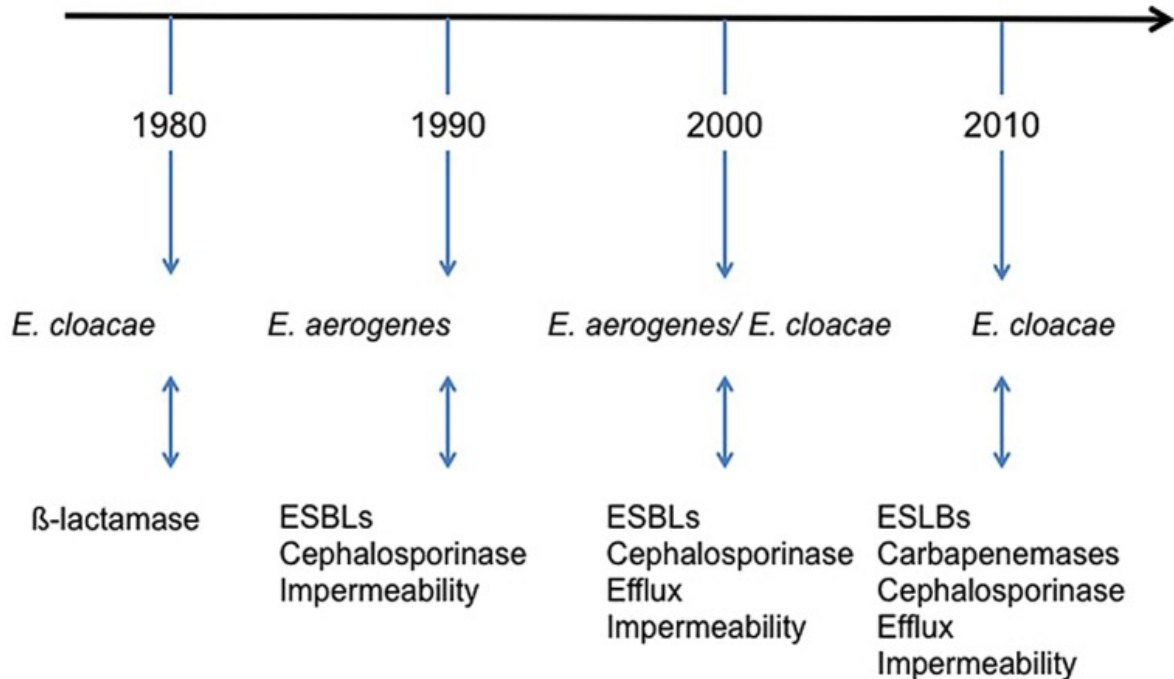 1980 1990 2000 2010
E. cloacae E. aerogenes E. aerogenes/ E. cloacae E. cloacae
ß-lactamase
ESBLs
Cephalosporinase
Impermeability
ESBLs
Cephalosporinase
Efflux
Impermeability
ESLBs
Carbapenemases
Cephalosporinase
Efflux
Impermeability